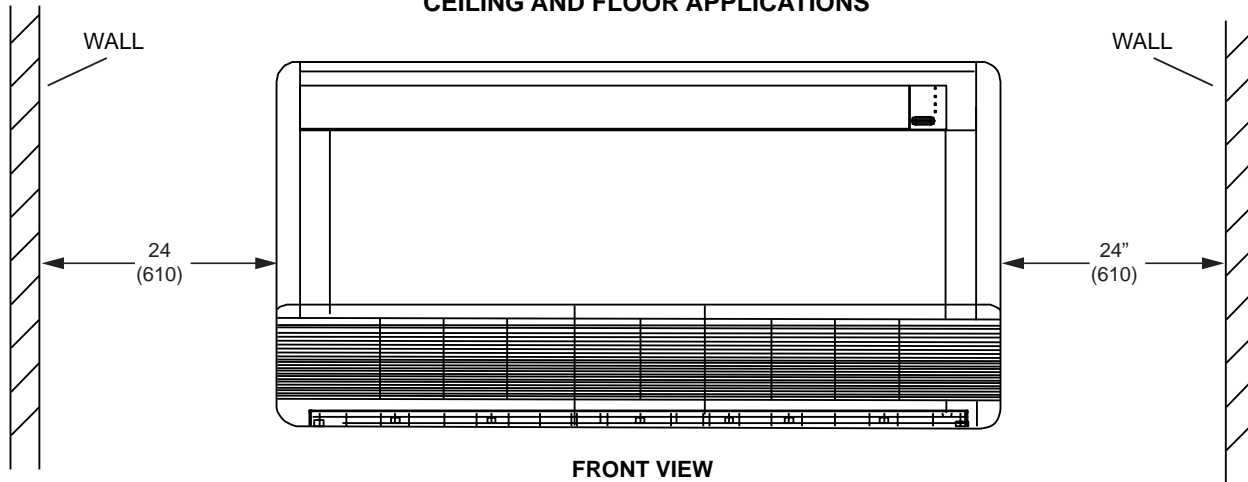 CEILING AND FLOOR APPLICATIONS
WALL
WALL
24
(610)
24”
(610)
FRONT VIEW